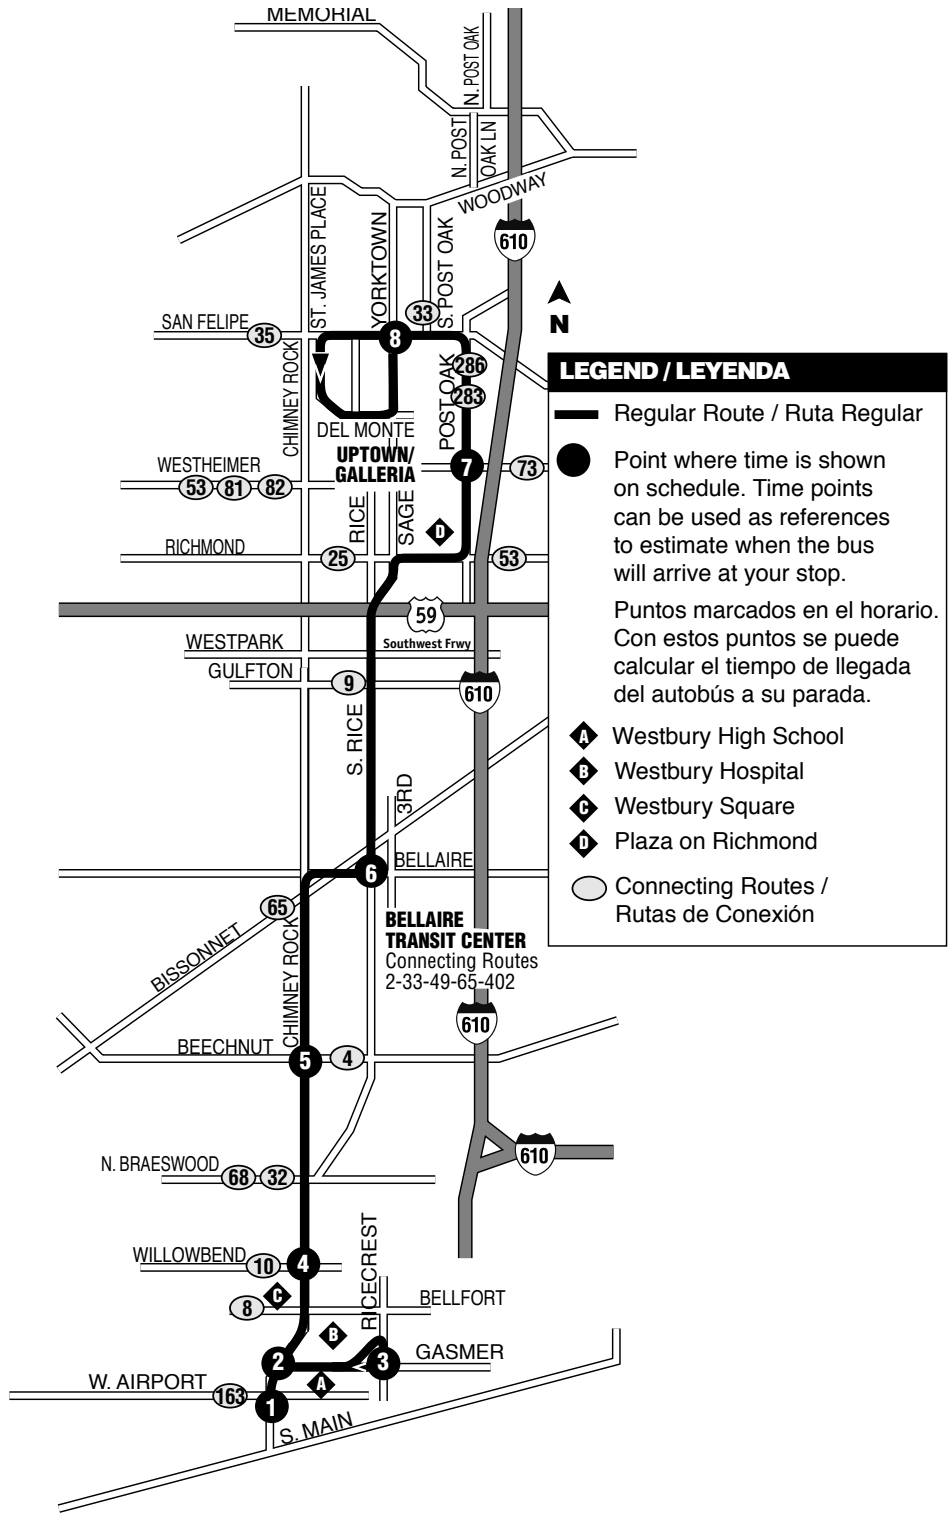 MEMORIAL
N. POST OAK
N. POST
OAK LN
WOODWAY
610
ST. JAMES PLACE
YORKTOWN
S. POST OAK
33
SAN FELIPE
35
8
N
CHIMNEY ROCK
POST OAK
286
283
DEL MONTE
UPTOWN/
GALLERIA
7
73
WESTHEIMER
53
81
82
RICE
SAGE
D
RICHMOND
25
53
59
Southwest Frwy
WESTPARK
GULFTON
9
610
S. RICE
3RD
6
BELLAIRE
65
BISSONNET
CHIMNEY ROCK
BELLAIRE
TRANSIT CENTER
Connecting Routes
2-33-49-65-402
610
BEECHNUT
5
4
N. BRAESWOOD
68
32
610
WILLOWBEND
10
4
RICECREST
C
8
BELLFORT
B
2
3
GASMER
W. AIRPORT
163
A
1
S. MAIN
LEGEND / LEYENDA
Regular Route / Ruta Regular
Point where time is shown
on schedule. Time points
can be used as references
to estimate when the bus
will arrive at your stop.
Puntos marcados en el horario.
Con estos puntos se puede
calcular el tiempo de llegada
del autobús a su parada.
A Westbury High School
B Westbury Hospital
C Westbury Square
D Plaza on Richmond
Connecting Routes /
Rutas de Conexión